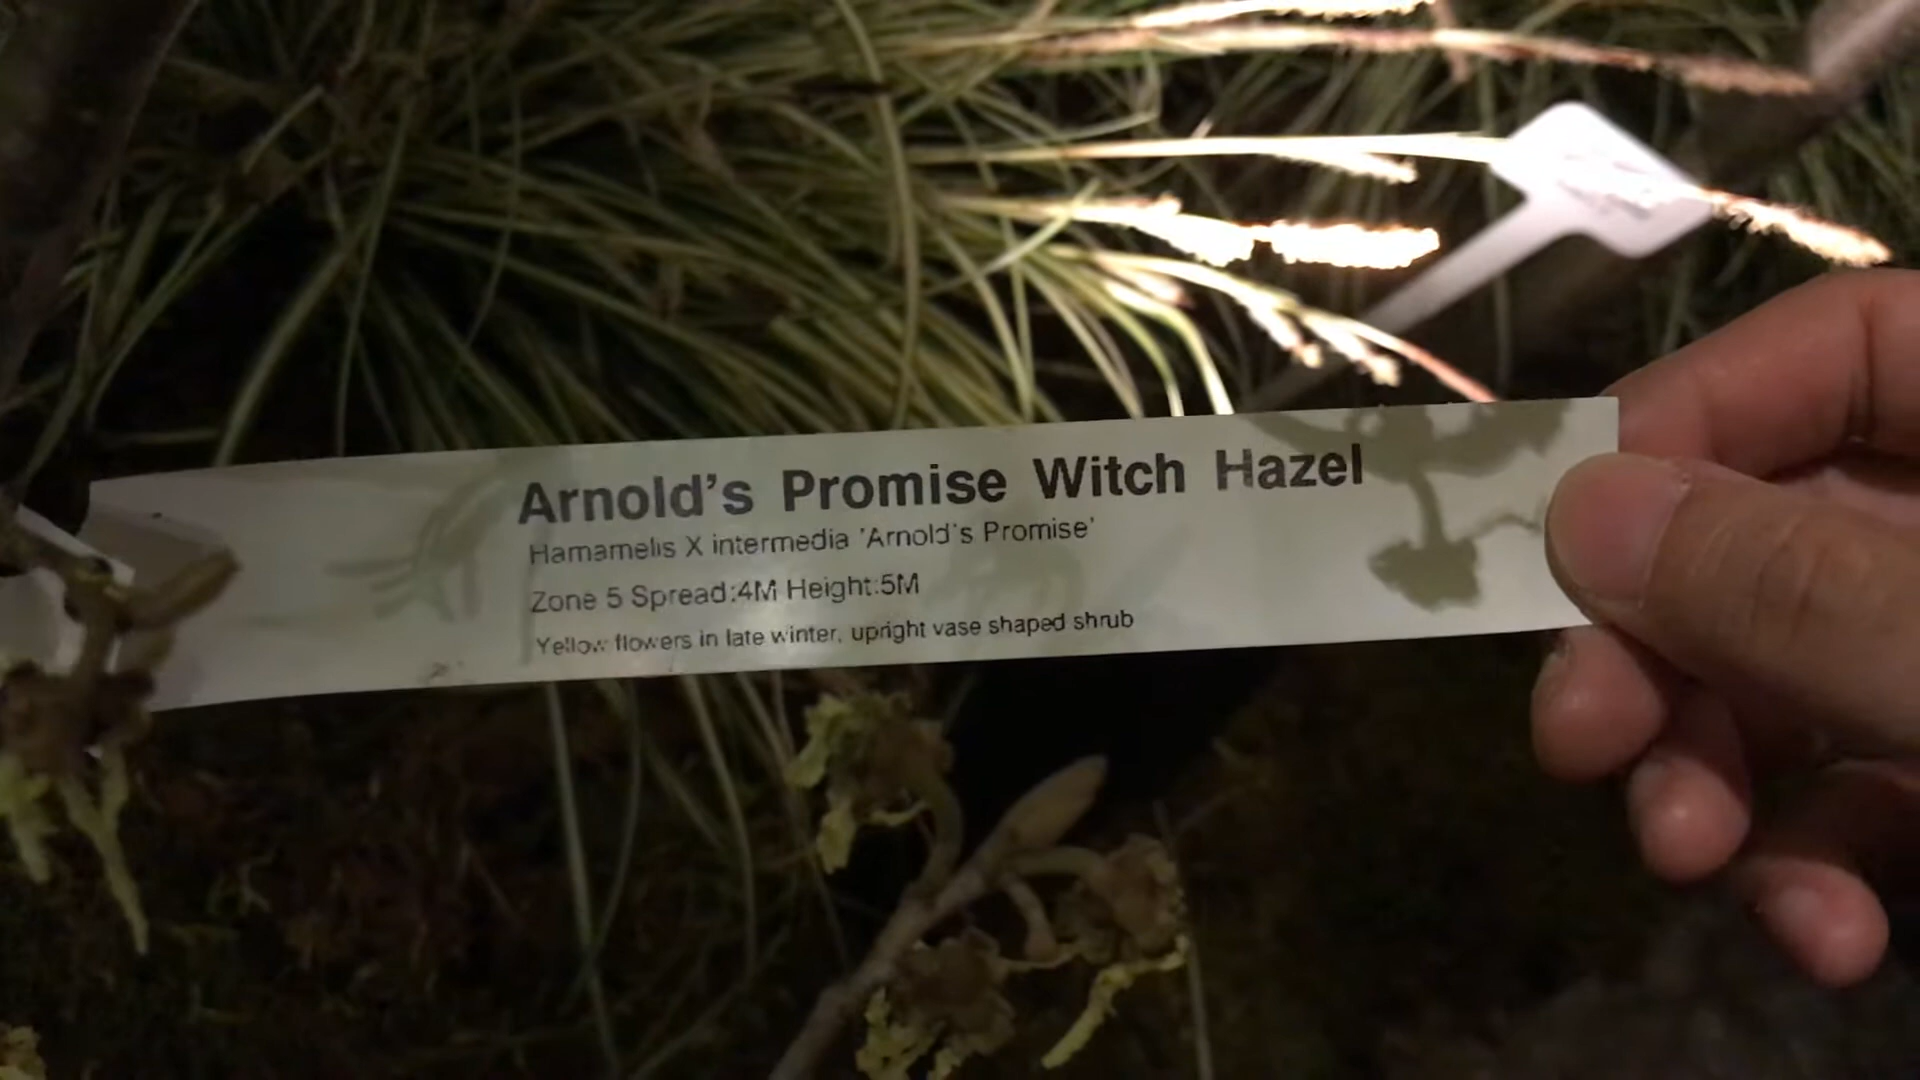 Arnold's Promise Witch Hazel
Hamamelis X intermedia 'Arnold's Promise'
Zone 5 Spread:4M Height:5M
Yellow flowers in late winter, upright vase shaped shrub